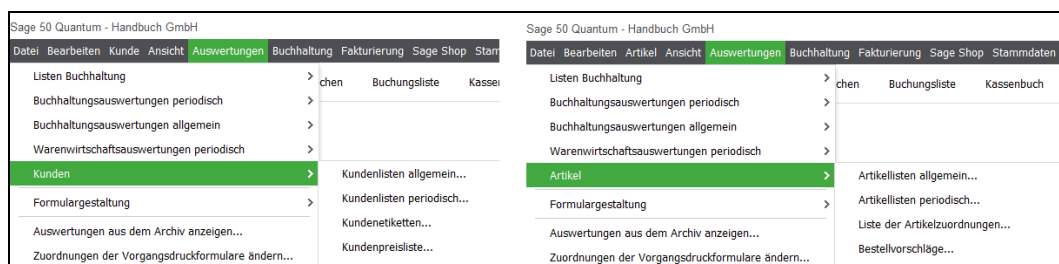 Sage 50 Quantum - Handbuch GmbH
Datei Bearbeiten Kunde Ansicht Auswertungen Buchhaltung Fakturierung Sage Shop Stam
Listen Buchhaltung
chen Buchungsliste Kasse
Buchhaltungsauswertungen periodisch
Buchhaltungsauswertungen allgemein
Warenwirtschaftsauswertungen periodisch
Kunden
Kundenlisten allgemein...
Kundenlisten periodisch...
Formulargestaltung
Kundenetiketten...
Auswertungen aus dem Archiv anzeigen...
Kundenpreisliste...
Zuordnungen der Vorgangsdruckformulare ändern...
Sage 50 Quantum - Handbuch GmbH
Datei Bearbeiten Artikel Ansicht Auswertungen Buchhaltung Fakturierung Sage Shop Stammdaten
Listen Buchhaltung
chen Buchungsliste Kassenbuch
Buchhaltungsauswertungen periodisch
Buchhaltungsauswertungen allgemein
Warenwirtschaftsauswertungen periodisch
Artikel
Artikellisten allgemein...
Artikellisten periodisch...
Formulargestaltung
Liste der Artikelzuordnungen...
Auswertungen aus dem Archiv anzeigen...
Bestellvorschläge...
Zuordnungen der Vorgangsdruckformulare ändern...